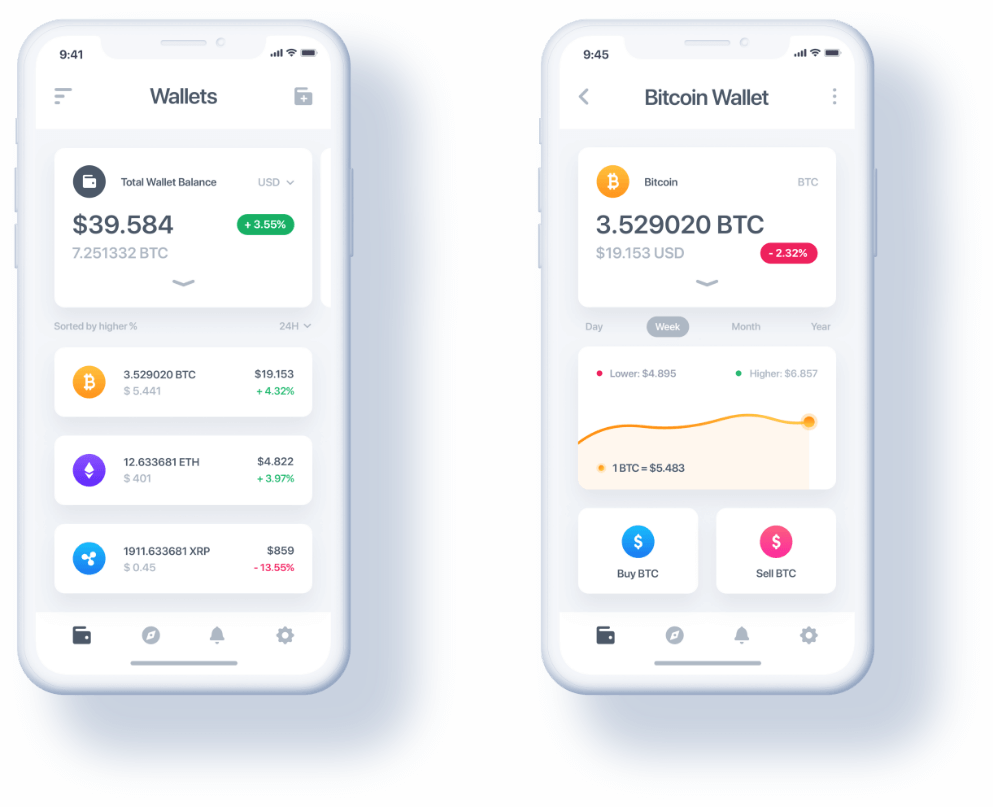 9:41
Wallets
Total Wallet Balance USD
$39.584 + 3.55%
7.251332 BTC
Sorted by higher % 24H
3.529020 BTC $19.153
$ 5.441 + 4.32%
12.633681 ETH $4.822
$ 401 + 3.97%
1911.633681 XRP $859
$ 0.45 - 13.55%
9:45
Bitcoin Wallet
Bitcoin BTC
3.529020 BTC
$19.153 USD - 2.32%
Day Week Month Year
Lower: $4.895 Higher: $6.857
1 BTC = $5.483
$ $
Buy BTC Sell BTC